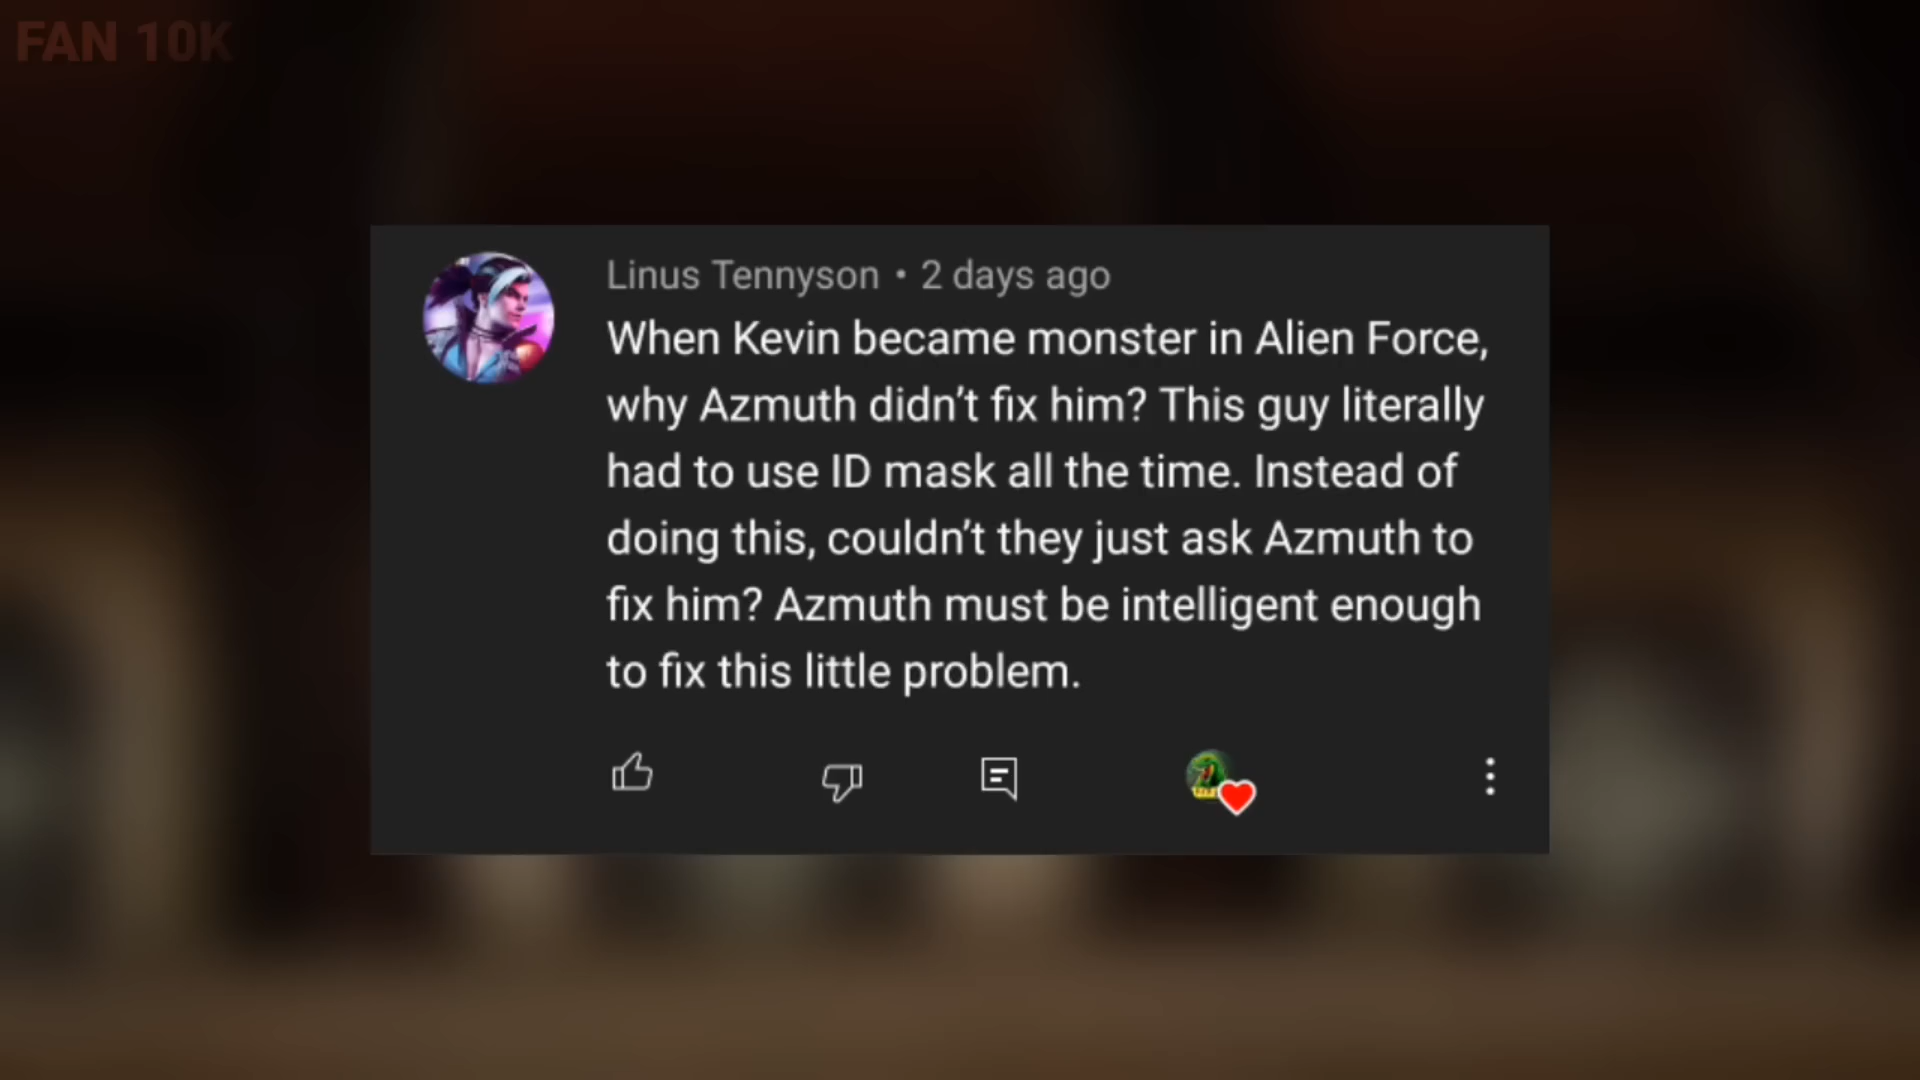 FAN 10K
Linus Tennyson • 2 days ago
When Kevin became monster in Alien Force,
why Azmuth didn’t fix him? This guy literally
had to use ID mask all the time. Instead of
doing this, couldn’t they just ask Azmuth to
fix him? Azmuth must be intelligent enough
to fix this little problem.